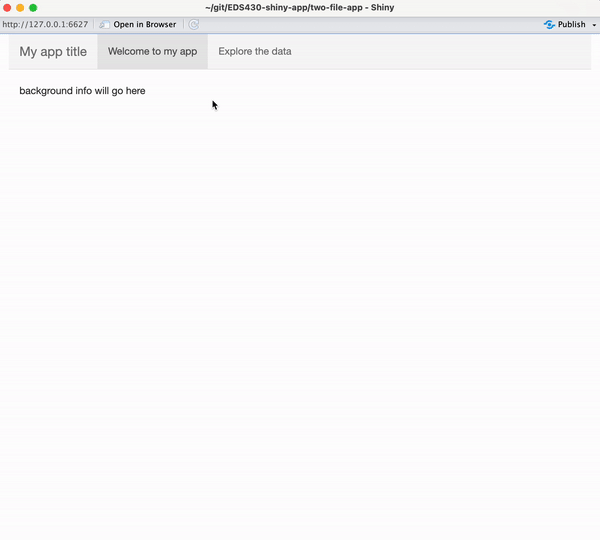 ~/git/EDS430-shiny-app/two-file-app - Shiny
http://127.0.0.1:6627 Open in Browser Publish
My app title Welcome to my app Explore the data
background info will go here